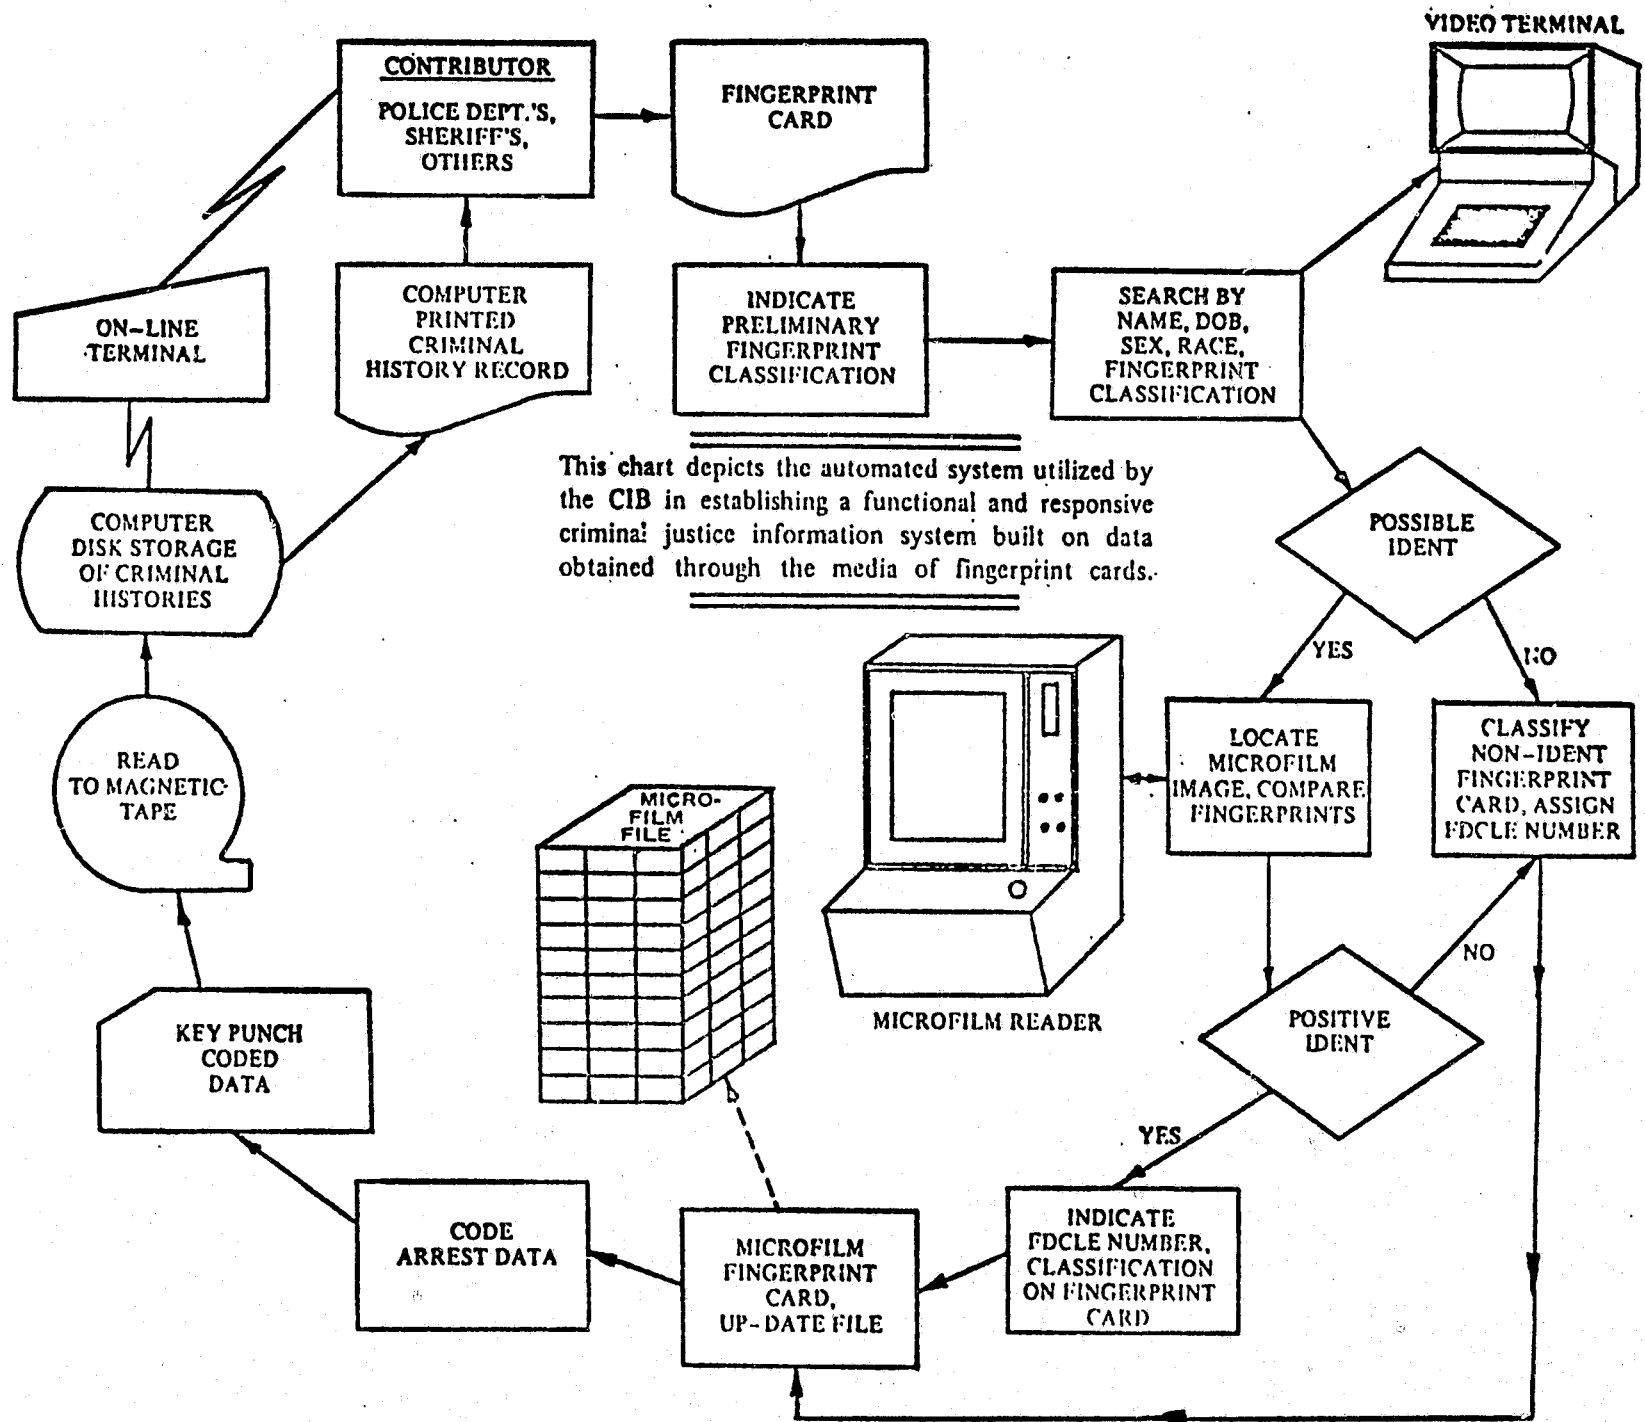 VIDEO TERMINAL
CONTRIBUTOR
POLICE DEPT.'S,
SHERIFF'S,
OTHERS
FINGERPRINT
CARD
ON-LINE
TERMINAL
COMPUTER
PRINTED
CRIMINAL
HISTORY RECORD
INDICATE
PRELIMINARY
FINGERPRINT
CLASSIFICATION
SEARCH BY
NAME, DOB,
SEX, RACE,
FINGERPRINT
CLASSIFICATION
This chart depicts the automated system utilized by
the CIB in establishing a functional and responsive
criminal justice information system built on data
obtained through the media of fingerprint cards.
COMPUTER
DISK STORAGE
OF CRIMINAL
HISTORIES
POSSIBLE
IDENT
YES
NO
READ
TO MAGNETIC
TAPE
MICRO-
FILM
FILE
LOCATE
MICROFILM
IMAGE, COMPARE
FINGERPRINTS
CLASSIFY
NON-IDENT
FINGERPRINT
CARD, ASSIGN
FDCLE NUMBER
MICROFILM READER
NO
POSITIVE
IDENT
YES
KEY PUNCH
CODED
DATA
CODE
ARREST DATA
MICROFILM
FINGERPRINT
CARD,
UP-DATE FILE
INDICATE
FDCLE NUMBER,
CLASSIFICATION
ON FINGERPRINT
CARD